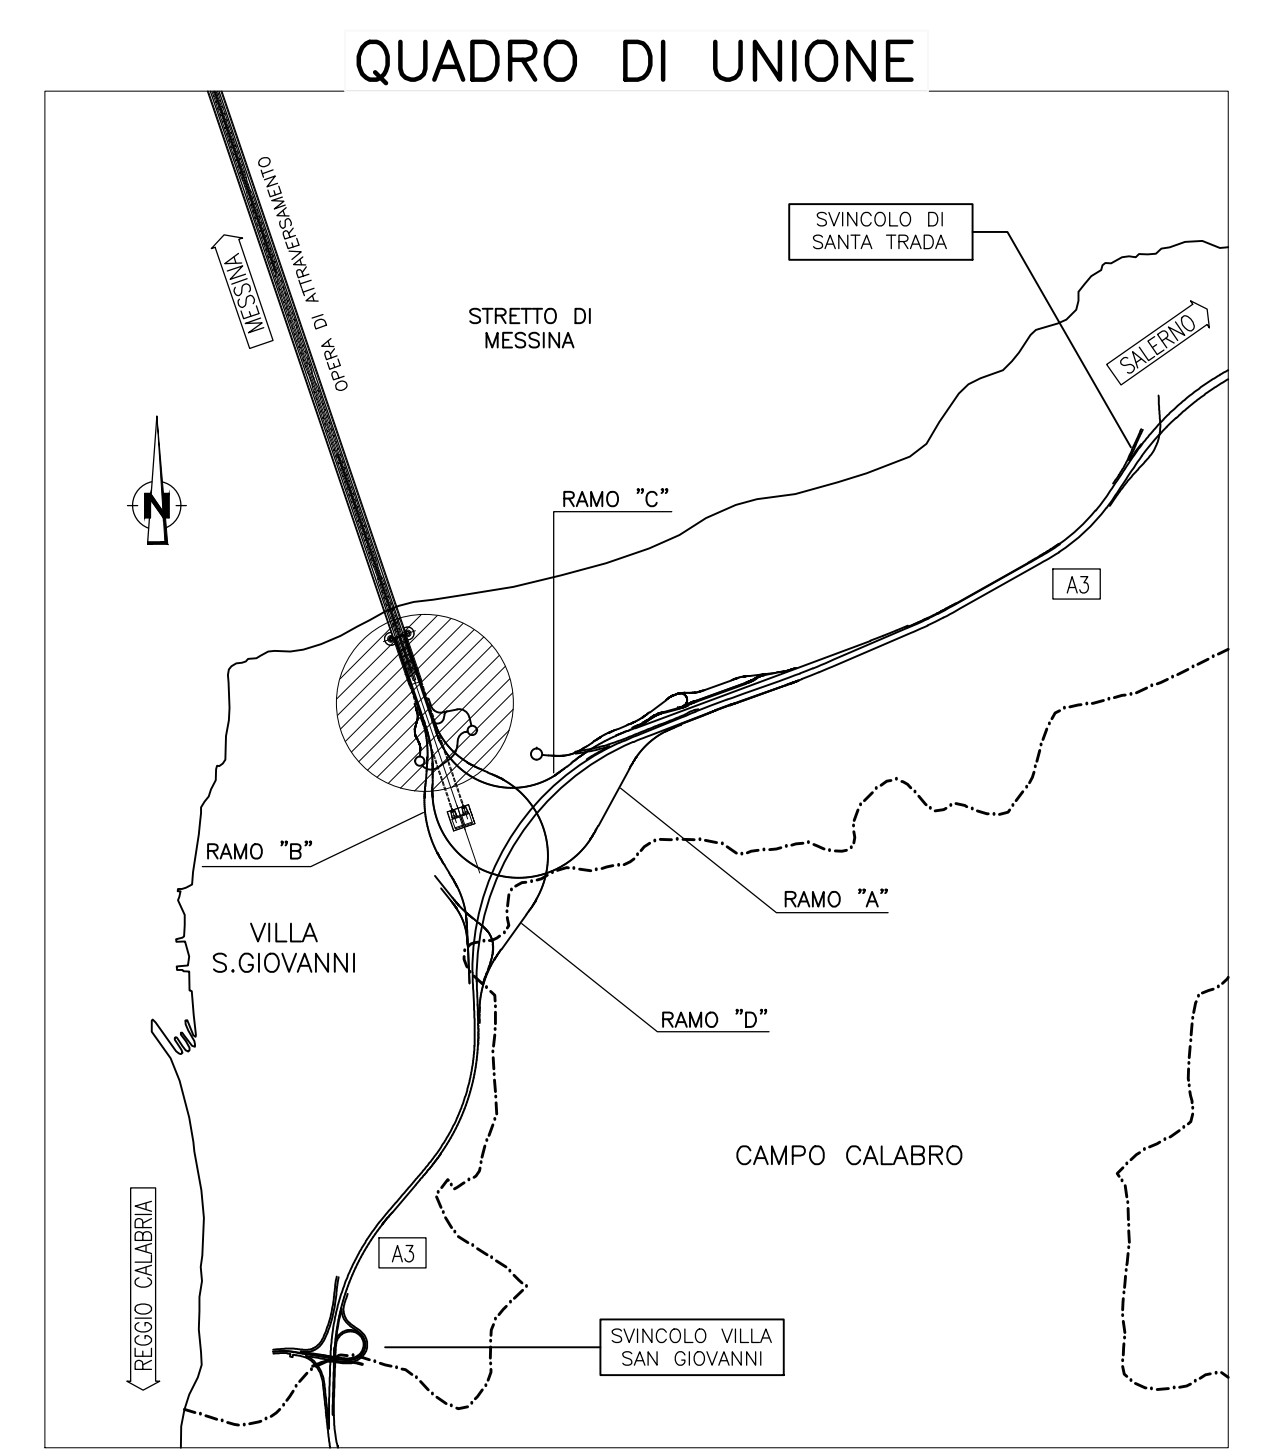 QUADRO DI UNIONE
OPERA DI ATTRAVERSAMENTO
MESSINA
SVINCOLO DI
SANTA TRADA
STRETTO DI
MESSINA
SALERNO
N
RAMO "C"
A3
RAMO "B"
RAMO "A"
VILLA
S.GIOVANNI
RAMO "D"
CAMPO CALABRO
REGGIO CALABRIA
A3
SVINCOLO VILLA
SAN GIOVANNI